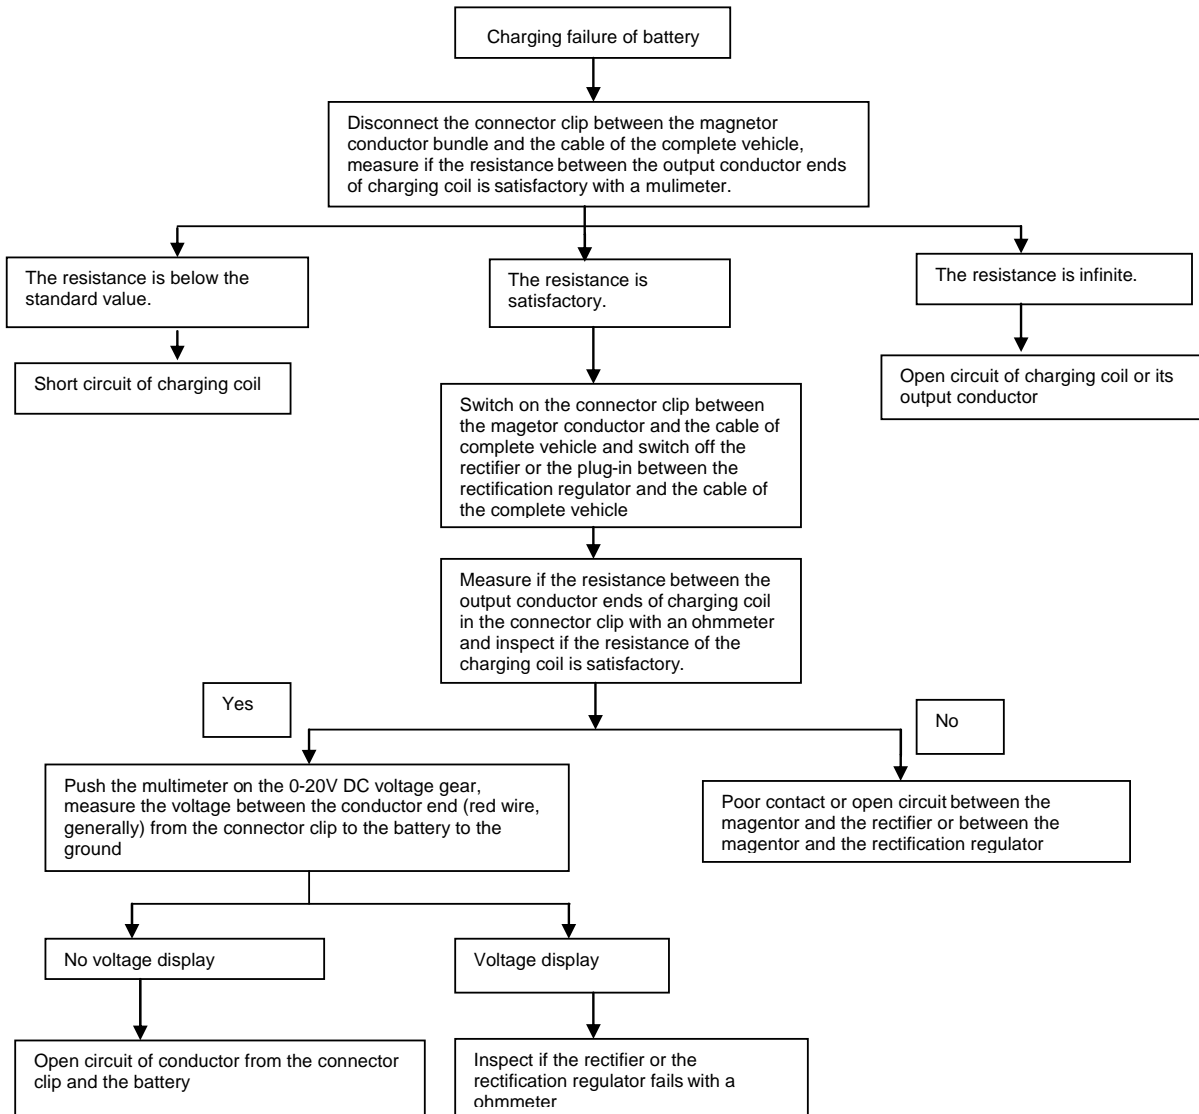 Charging failure of battery
Disconnect the connector clip between the magnetor
conductor bundle and the cable of the complete vehicle,
measure if the resistance between the output conductor ends
of charging coil is satisfactory with a mulimeter.
The resistance is below the
standard value.
The resistance is
satisfactory.
The resistance is infinite.
Short circuit of charging coil
Open circuit of charging coil or its
output conductor
Switch on the connector clip between
the magetor conductor and the cable of
complete vehicle and switch off the
rectifier or the plug-in between the
rectification regulator and the cable of
the complete vehicle
Measure if the resistance between the
output conductor ends of charging coil
in the connector clip with an ohmmeter
and inspect if the resistance of the
charging coil is satisfactory.
Yes
No
Push the multimeter on the 0-20V DC voltage gear,
measure the voltage between the conductor end (red wire,
generally) from the connector clip to the battery to the
ground
Poor contact or open circuit between the
magentor and the rectifier or between the
magentor and the rectification regulator
No voltage display
Voltage display
Open circuit of conductor from the connector
clip and the battery
Inspect if the rectifier or the
rectification regulator fails with a
ohmmeter